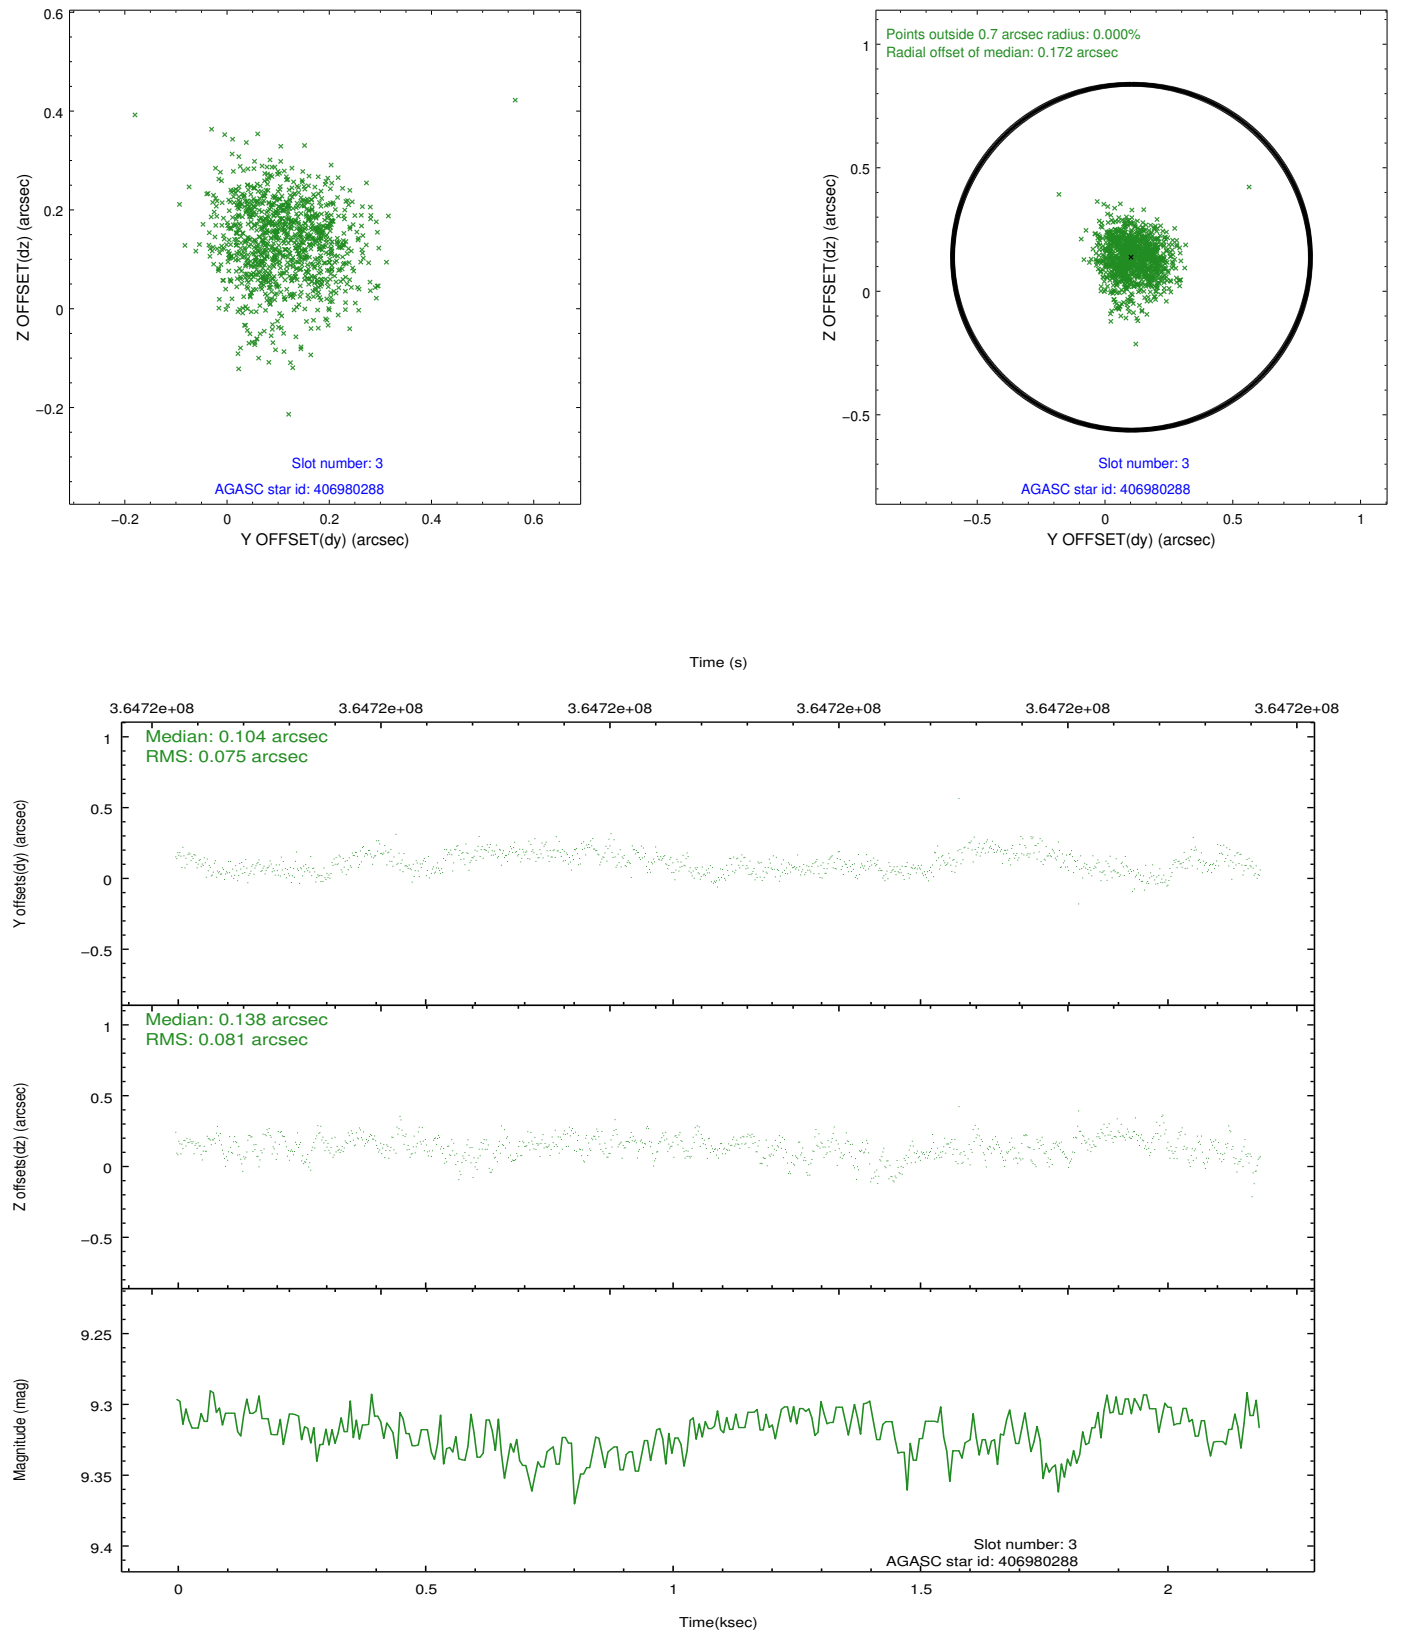 0.6
0.4
0.2
0
−0.2
Z OFFSET(dz) (arcsec)
Slot number: 3
AGASC star id: 406980288
−0.2 0 0.2 0.4 0.6
Y OFFSET(dy) (arcsec)
Points outside 0.7 arcsec radius: 0.000%
Radial offset of median: 0.172 arcsec
1
0.5
0
−0.5
Z OFFSET(dz) (arcsec)
Slot number: 3
AGASC star id: 406980288
−0.5 0 0.5 1
Y OFFSET(dy) (arcsec)
Time (s)
3.6472e+08 3.6472e+08 3.6472e+08 3.6472e+08 3.6472e+08 3.6472e+08
Median: 0.104 arcsec
RMS: 0.075 arcsec
1
0.5
0
−0.5
Y offsets(dy) (arcsec)
Median: 0.138 arcsec
RMS: 0.081 arcsec
1
0.5
0
−0.5
Z offsets(dz) (arcsec)
9.25
9.3
9.35
9.4
Magnitude (mag)
Slot number: 3
AGASC star id: 406980288
0 0.5 1 1.5 2
Time(ksec)